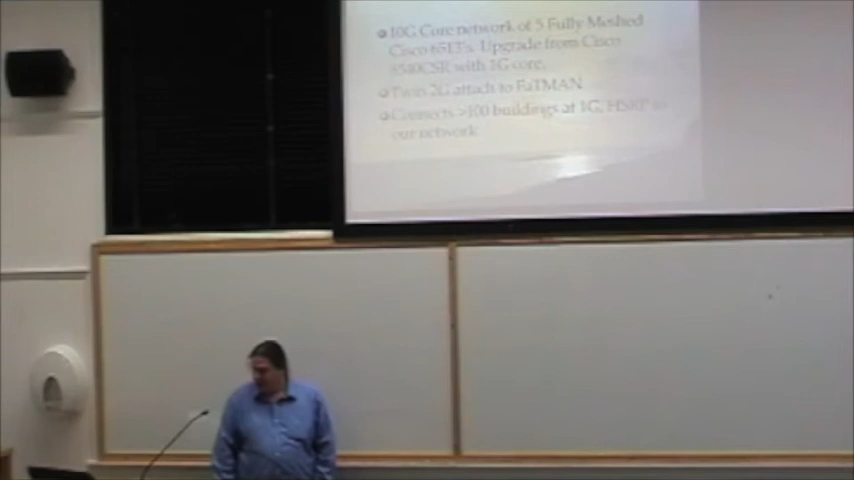 10G Core network of 5 Fully Meshed
Cisco 6513's. Upgrade from Cisco
8540CSR with 1G core.
Twin 2G attach to FaTMAN
Connects >100 buildings at 1G, HSRP to
our network